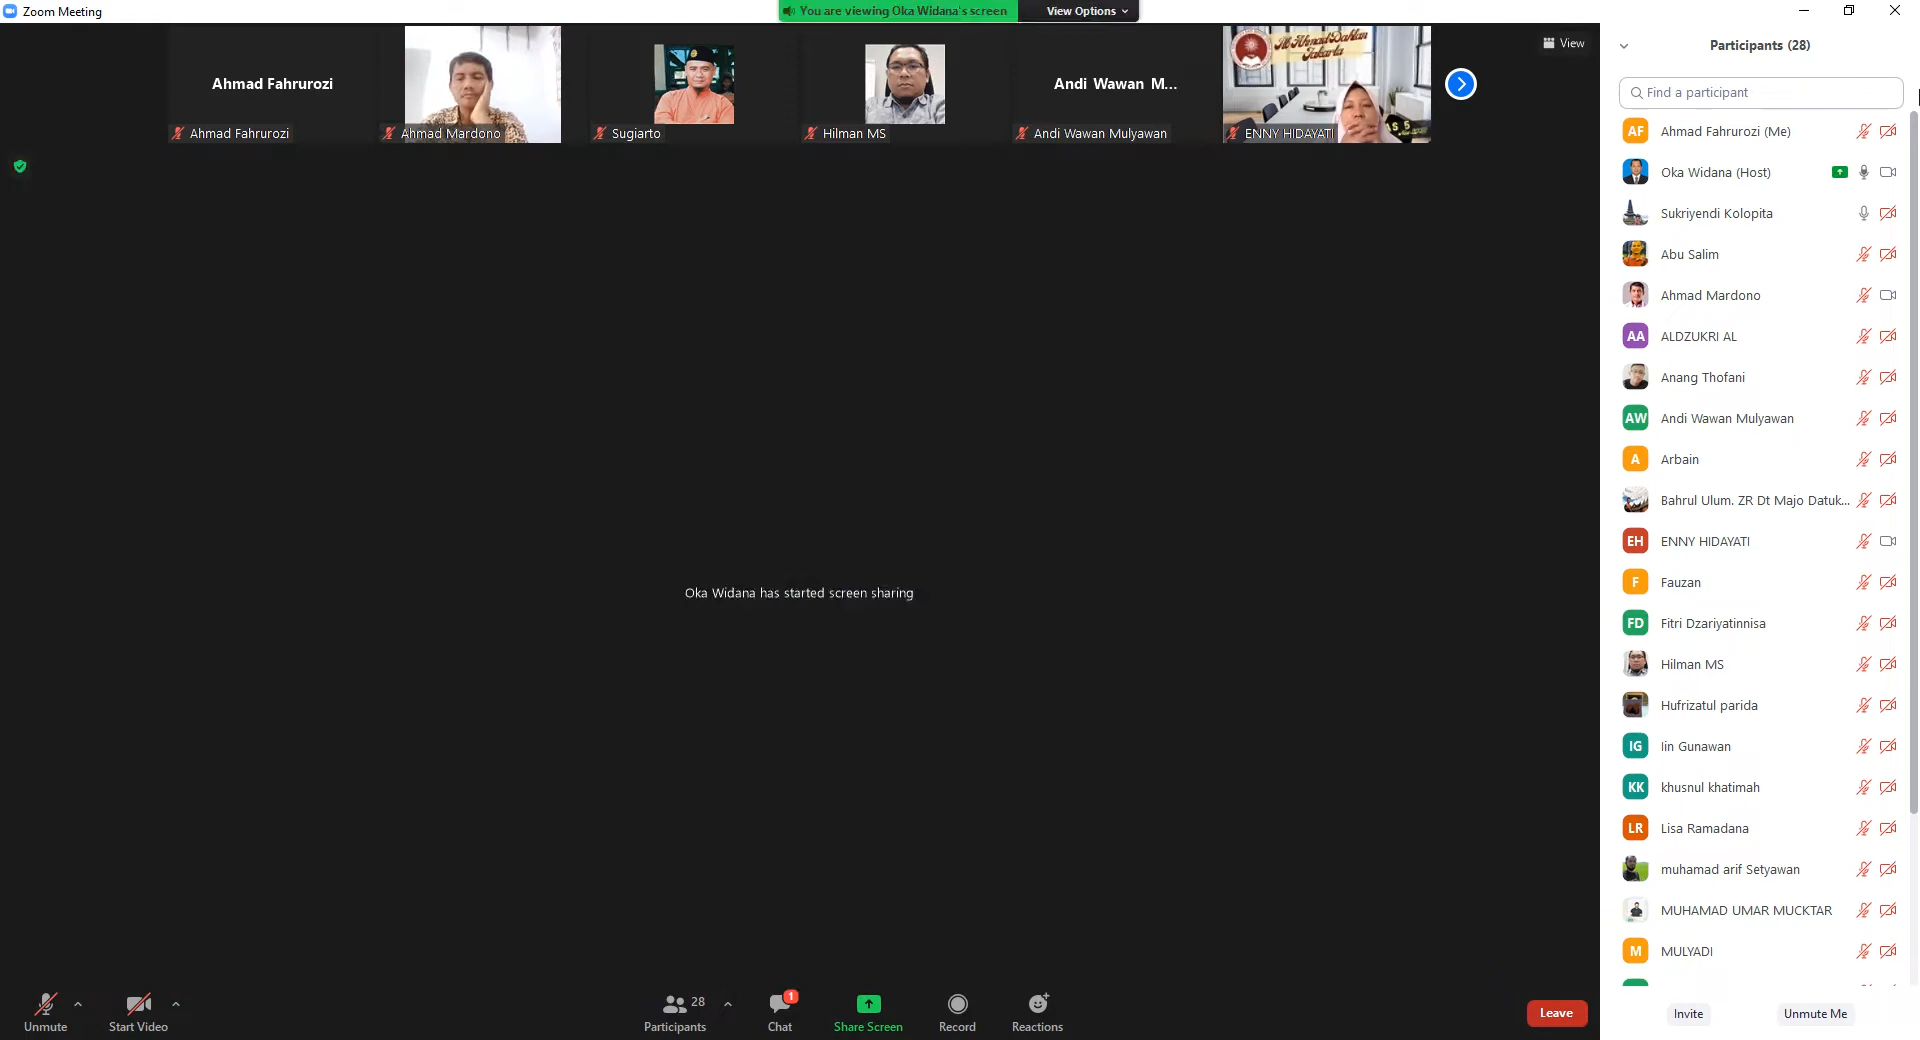 Zoom Meeting
You are viewing Oka Widana's screen
View Options
View
Ahmad Fahrurozi
Ahmad Fahrurozi
Ahmad Mardono
Sugiarto
Hilman MS
Andi Wawan M...
Andi Wawan Mulyawan
Ahmad Dahlan
Jakarta
ENNY HIDAYATI
Oka Widana has started screen sharing
Participants (28)
Find a participant
AF Ahmad Fahrurozi (Me)
Oka Widana (Host)
Sukriyendi Kolopita
Abu Salim
Ahmad Mardono
AA ALDZUKRI AL
Anang Thofani
AW Andi Wawan Mulyawan
A Arbain
Bahrul Ulum. ZR Dt Majo Datuk...
EH ENNY HIDAYATI
F Fauzan
FD Fitri Dzariyatinnisa
Hilman MS
Hufrizatul parida
IG Iin Gunawan
KK khusnul khatimah
LR Lisa Ramadana
muhamad arif Setyawan
MUHAMAD UMAR MUCKTAR
M MULYADI
Invite
Unmute Me
Unmute
Start Video
28
Participants
1
Chat
Share Screen
Record
Reactions
Leave